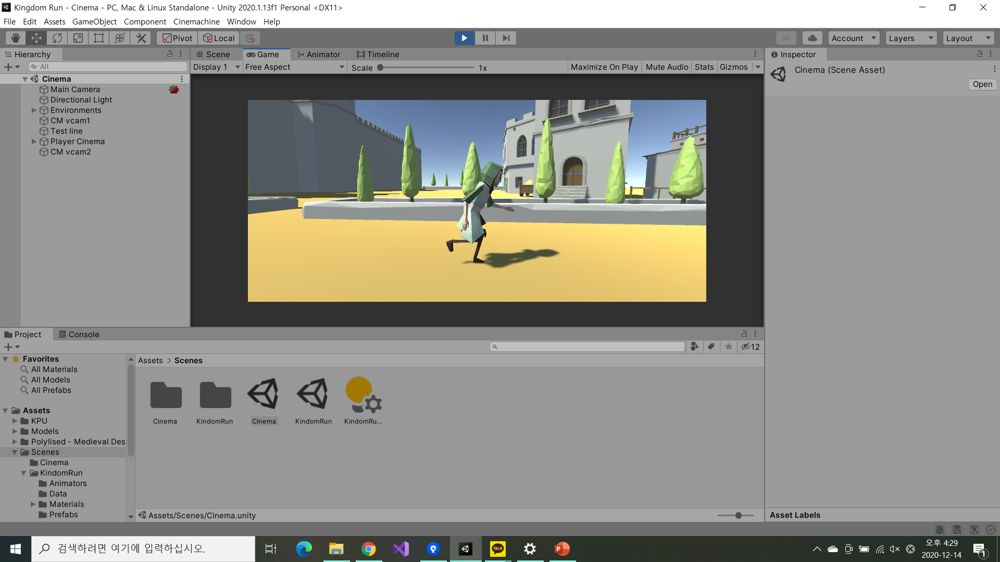 Kingdom Run - Cinema - PC, Mac & Linux Standalone - Unity 2020.1.13f1 Personal <DX11>
File Edit Assets GameObject Component Cinemachine Window Help
Pivot Local Account Layers Layout
Hierarchy
All
Cinema
Main Camera
Directional Light
Environments
CM vcam1
Test line
Player Cinema
CM vcam2
Scene Game Animator Timeline
Display 1 Free Aspect Scale 1x Maximize On Play Mute Audio Stats Gizmos
Inspector
Cinema (Scene Asset)
Open
Project Console
12
Favorites
All Materials
All Models
All Prefabs
Assets
KPU
Models
Polylised - Medieval Des
Scenes
Cinema
KindomRun
Animators
Data
Materials
Prefabs
Assets > Scenes
Cinema KindomRun Cinema KindomRun KindomRu...
Assets/Scenes/Cinema.unity
Asset Labels
검색하려면 여기에 입력하십시오.
TALK
P
오후 4:29
2020-12-14
1